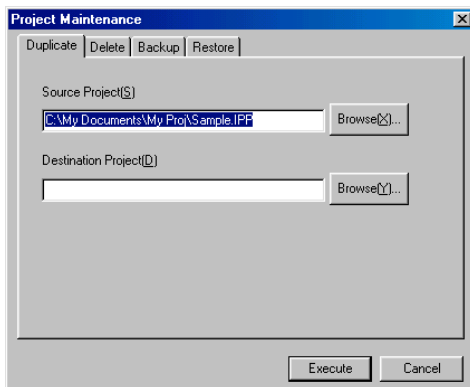 Project Maintenance
Duplicate Delete Backup Restore
Source Project(S)
C:\My Documents\My Proj\Sample.IPP Browse(X)...
Destination Project(D)
Browse(Y)...
Execute Cancel